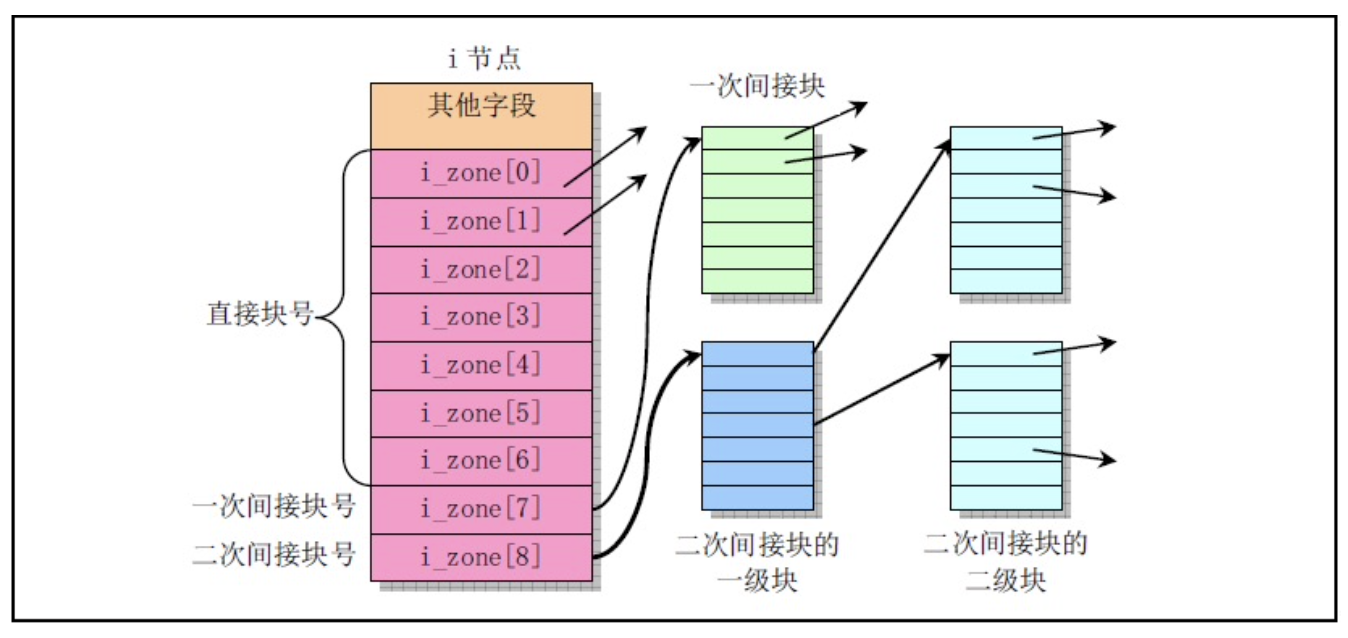 i 节点
其他字段
i_zone[0]
i_zone[1]
i_zone[2]
i_zone[3]
i_zone[4]
i_zone[5]
i_zone[6]
i_zone[7]
i_zone[8]
直接块号
一次间接块号
二次间接块号
一次间接块
二次间接块的
一级块
二次间接块的
二级块